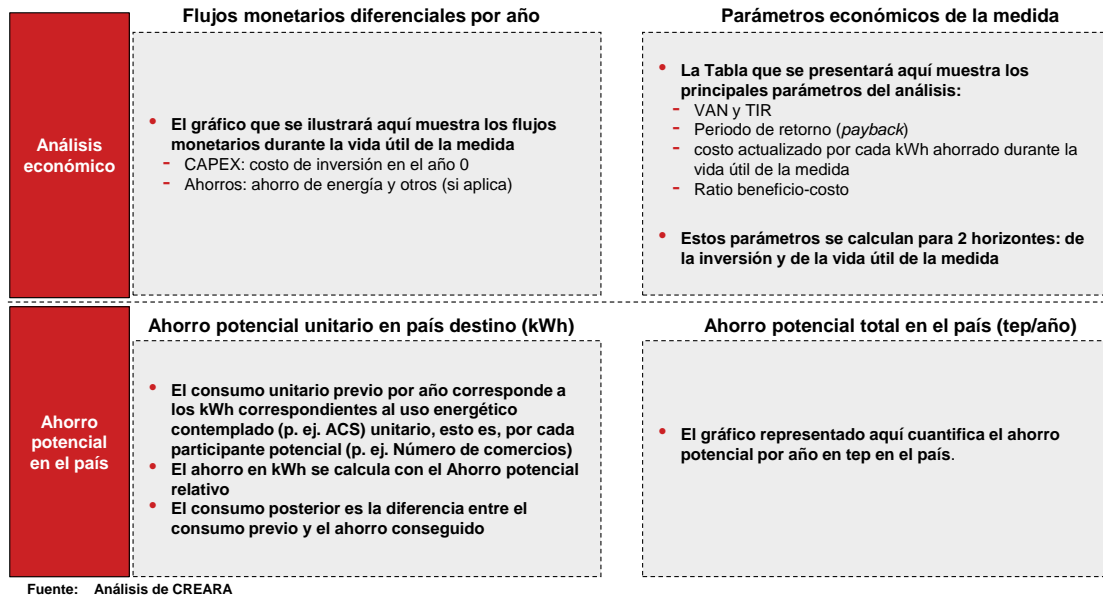 Flujos monetarios diferenciales por año
Parámetros económicos de la medida
Análisis
económico
• El gráfico que se ilustrará aquí muestra los flujos
monetarios durante la vida útil de la medida
- CAPEX: costo de inversión en el año 0
- Ahorros: ahorro de energía y otros (si aplica)
• La Tabla que se presentará aquí muestra los
principales parámetros del análisis:
- VAN y TIR
- Periodo de retorno (payback)
- costo actualizado por cada kWh ahorrado durante la
vida útil de la medida
- Ratio beneficio-costo
• Estos parámetros se calculan para 2 horizontes: de
la inversión y de la vida útil de la medida
Ahorro potencial unitario en país destino (kWh)
Ahorro potencial total en el país (tep/año)
Ahorro
potencial
en el país
• El consumo unitario previo por año corresponde a
los kWh correspondientes al uso energético
contemplado (p. ej. ACS) unitario, esto es, por cada
participante potencial (p. ej. Número de comercios)
• El ahorro en kWh se calcula con el Ahorro potencial
relativo
• El consumo posterior es la diferencia entre el
consumo previo y el ahorro conseguido
• El gráfico representado aquí cuantifica el ahorro
potencial por año en tep en el país.
Fuente: Análisis de CREARA